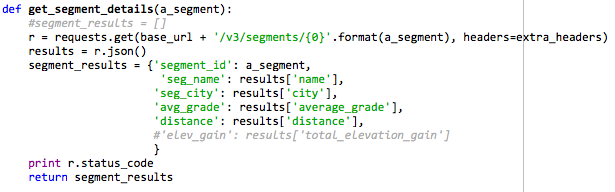 def get_segment_details(a_segment):
    #segment_results = []
    r = requests.get(base_url + '/v3/segments/{0}'.format(a_segment), headers=extra_headers)
    results = r.json()
    segment_results = {'segment_id': a_segment,
                       'seg_name': results['name'],
                      'seg_city': results['city'],
                      'avg_grade': results['average_grade'],
                      'distance': results['distance'],
                      #'elev_gain': results['total_elevation_gain']
                      }
    print r.status_code
    return segment_results